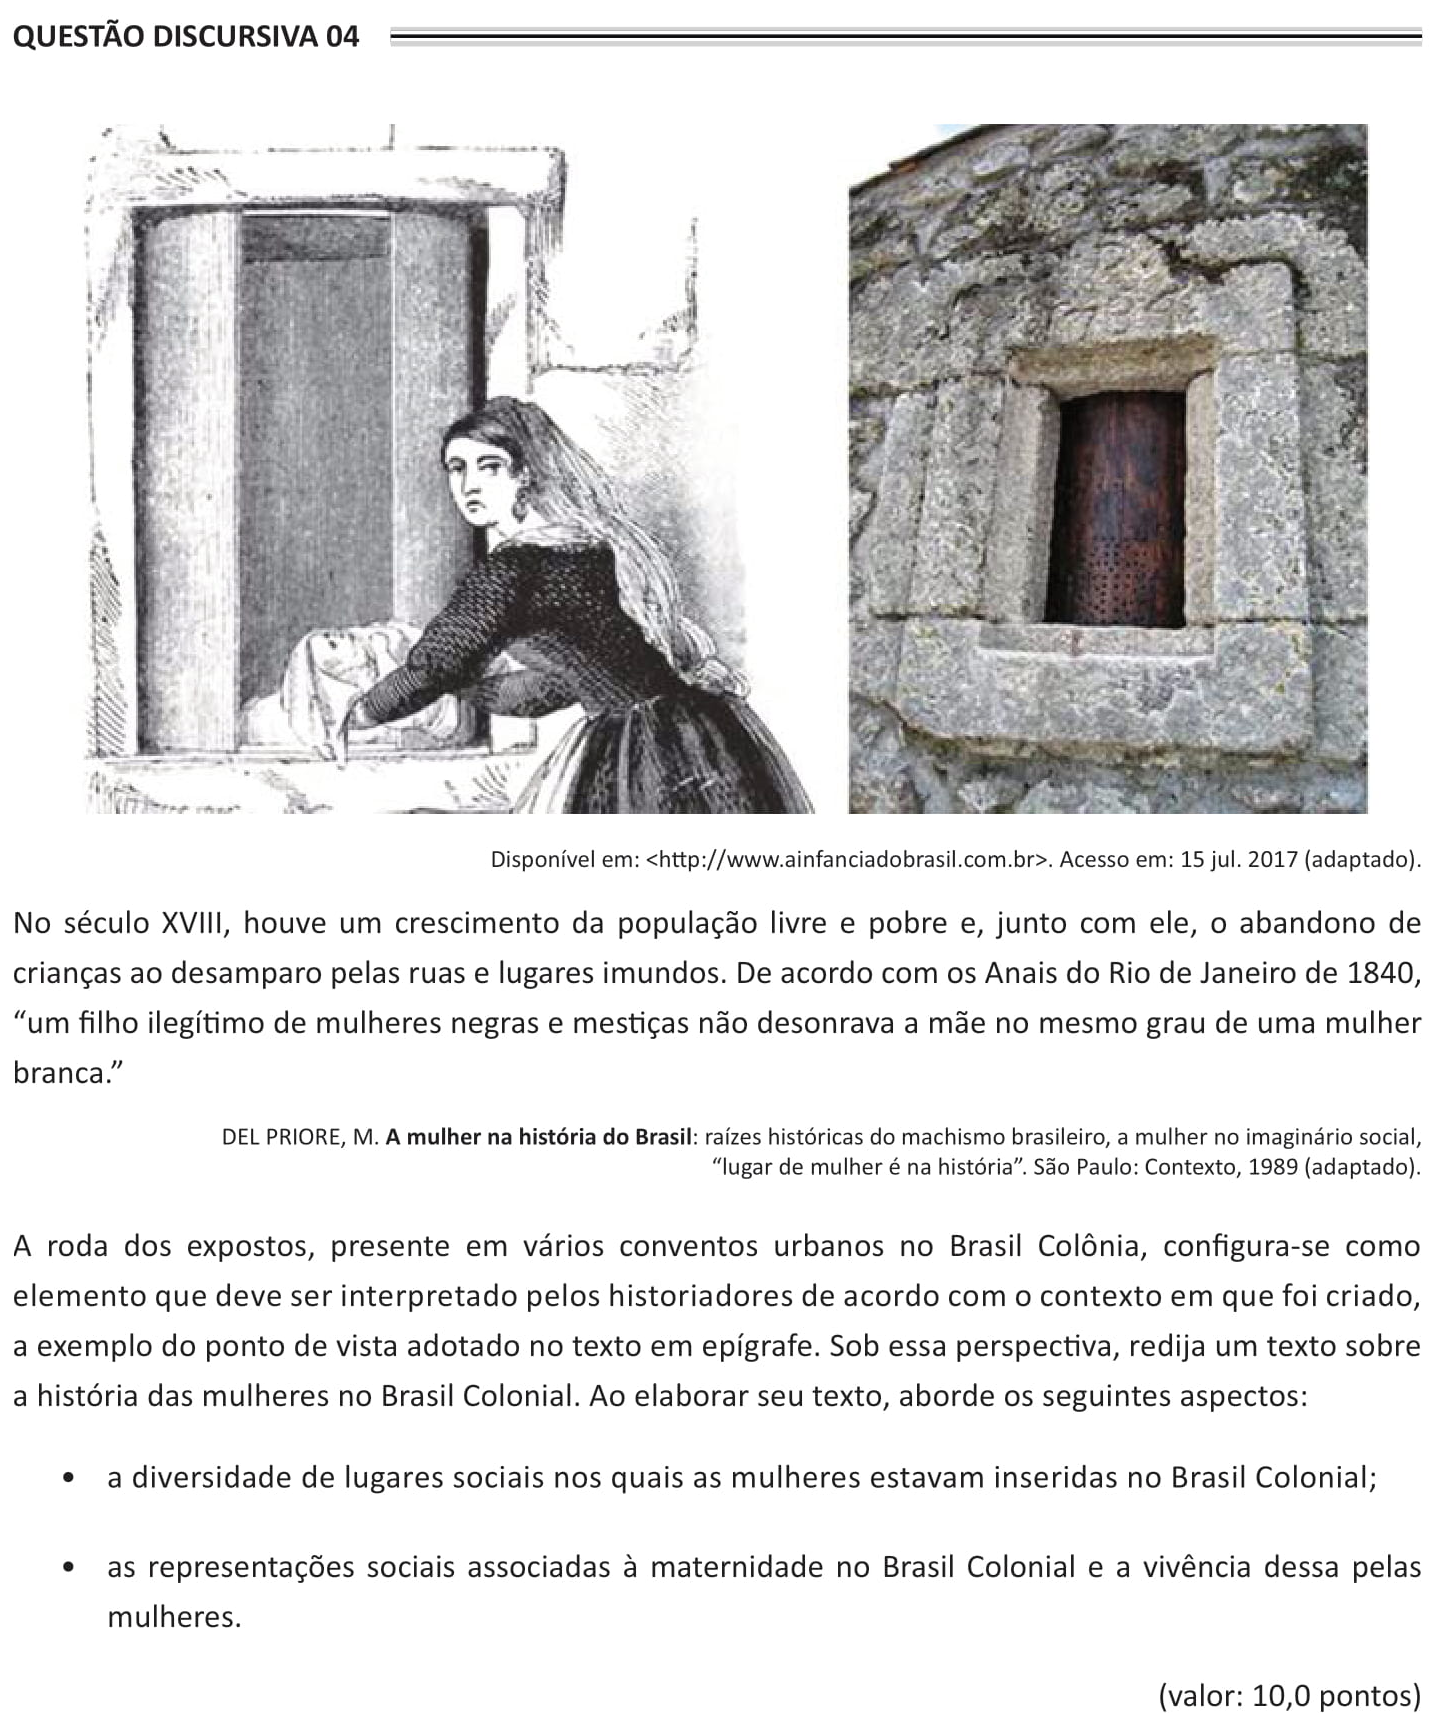 QUESTÃO DISCURSIVA 04
Disponível em: <http://www.ainfanciadobrasil.com.br>. Acesso em: 15 jul. 2017 (adaptado).
No século XVIII, houve um crescimento da população livre e pobre e, junto com ele, o abandono de
crianças ao desamparo pelas ruas e lugares imundos. De acordo com os Anais do Rio de Janeiro de 1840,
“um filho ilegítimo de mulheres negras e mestiças não desonrava a mãe no mesmo grau de uma mulher
branca.”
DEL PRIORE, M. A mulher na história do Brasil: raízes históricas do machismo brasileiro, a mulher no imaginário social,
“lugar de mulher é na história”. São Paulo: Contexto, 1989 (adaptado).
A roda dos expostos, presente em vários conventos urbanos no Brasil Colônia, configura-se como
elemento que deve ser interpretado pelos historiadores de acordo com o contexto em que foi criado,
a exemplo do ponto de vista adotado no texto em epígrafe. Sob essa perspectiva, redija um texto sobre
a história das mulheres no Brasil Colonial. Ao elaborar seu texto, aborde os seguintes aspectos:
• a diversidade de lugares sociais nos quais as mulheres estavam inseridas no Brasil Colonial;
• as representações sociais associadas à maternidade no Brasil Colonial e a vivência dessa pelas
mulheres.
(valor: 10,0 pontos)